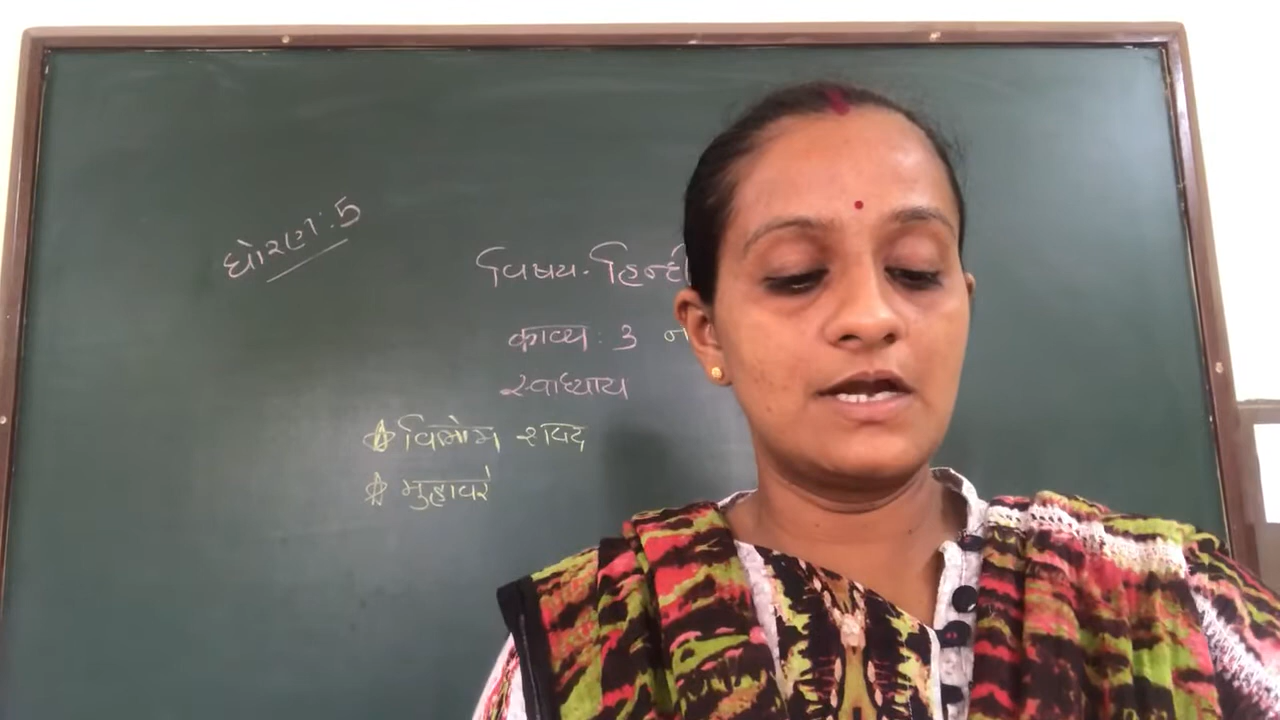 ધોરણ: 5
विषय - हिन्दी
काव्य : 3
स्वाध्याय
विलोम शब्द
मुहावरे